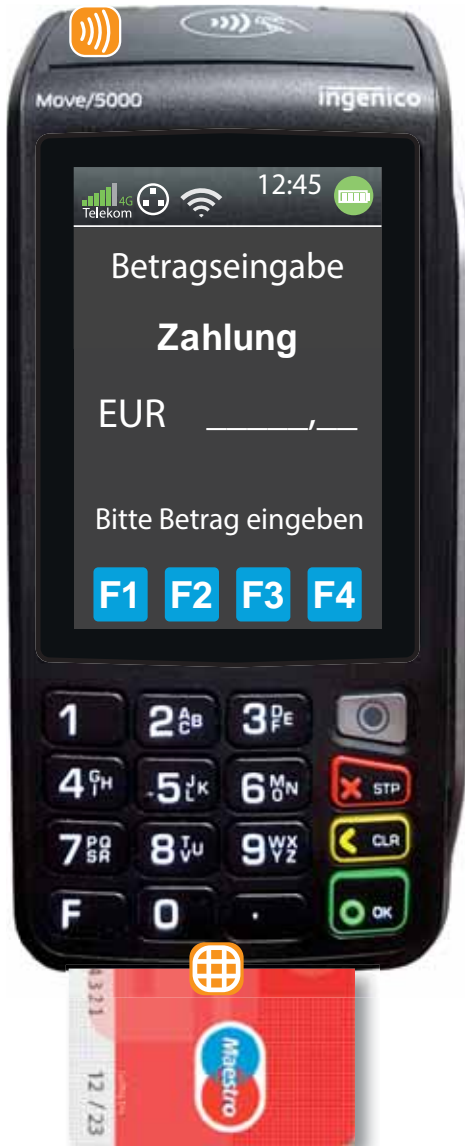 Move/5000 ingenico
4G 12:45
Telekom
Betragseingabe
Zahlung
EUR _____,__
Bitte Betrag eingeben
F1 F2 F3 F4
1 2 ABC 3 DEF
4 GHI 5 JKL 6 MNO STP
7 PQRS 8 TUV 9 WXYZ CLR
F 0 . OK
4321
12 / 23
Maestro